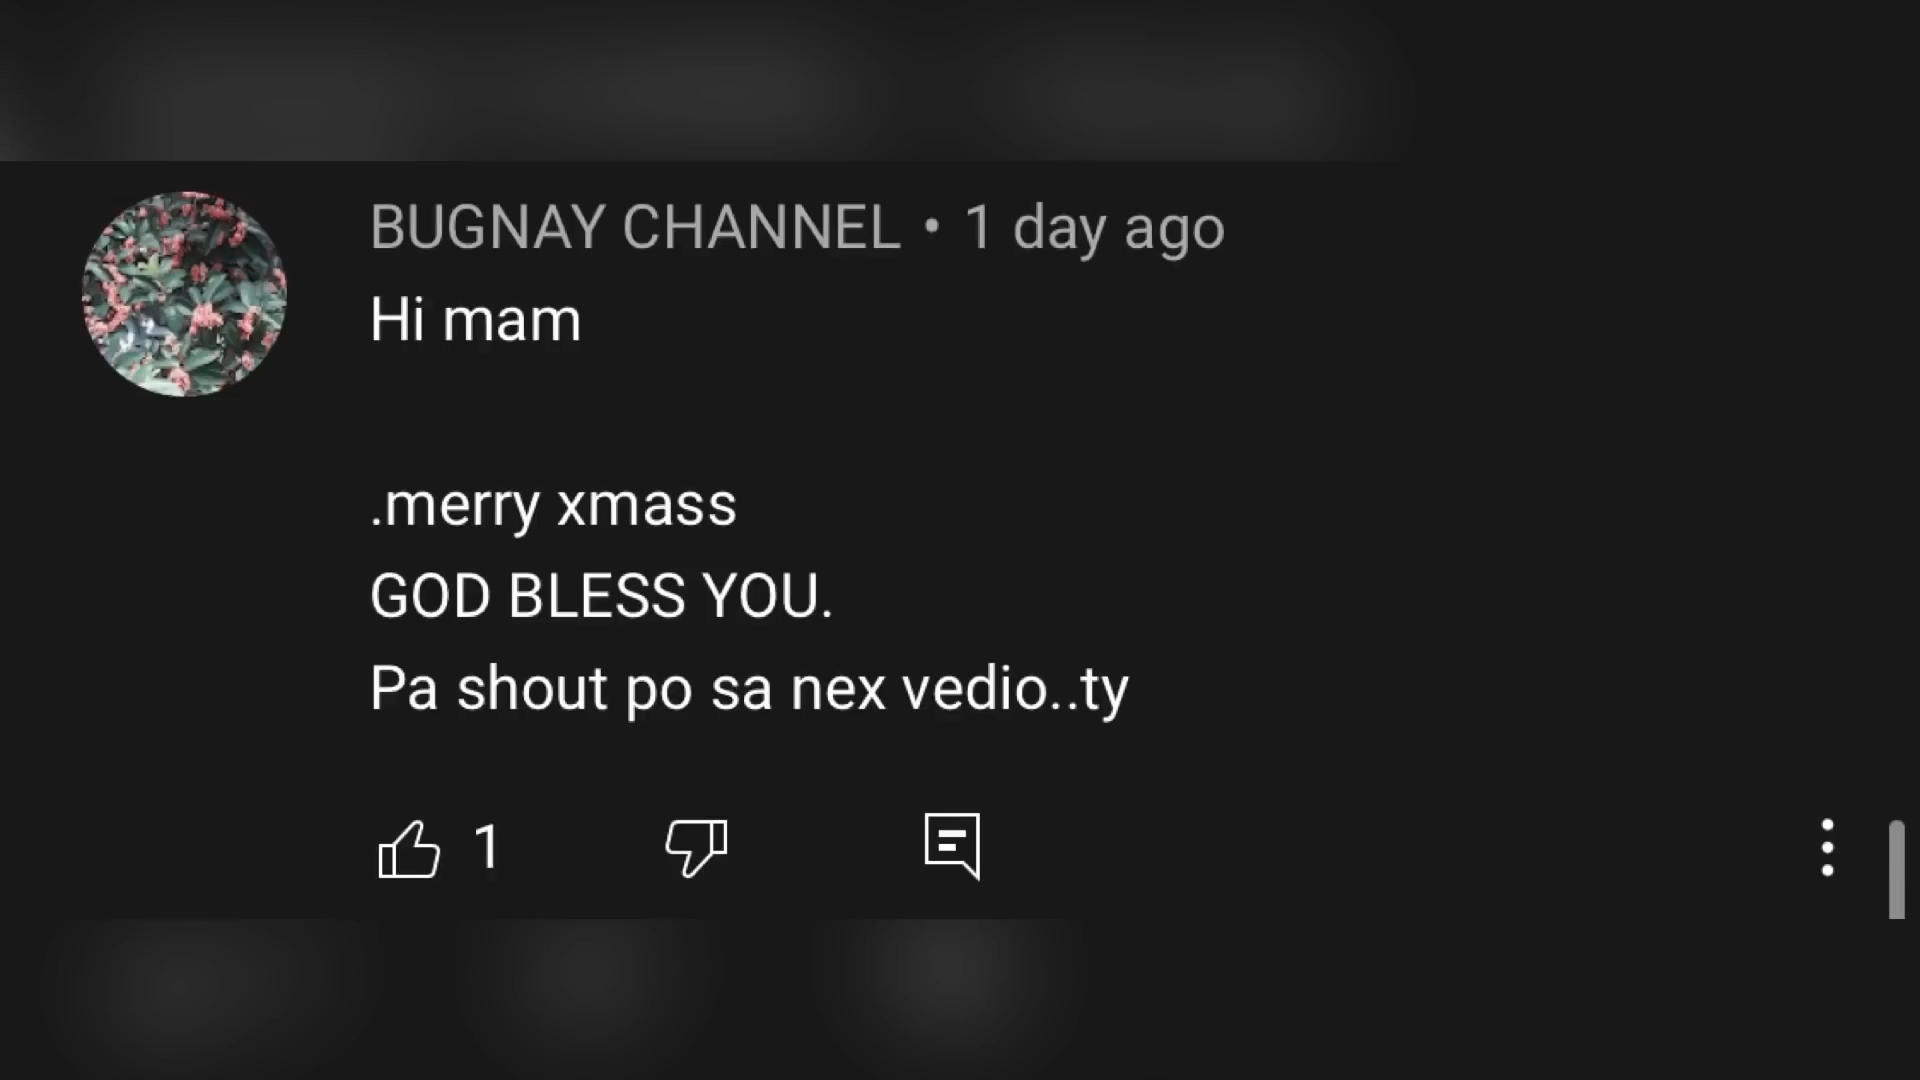 BUGNAY CHANNEL • 1 day ago
Hi mam
.merry xmass
GOD BLESS YOU.
Pa shout po sa nex vedio..ty
1